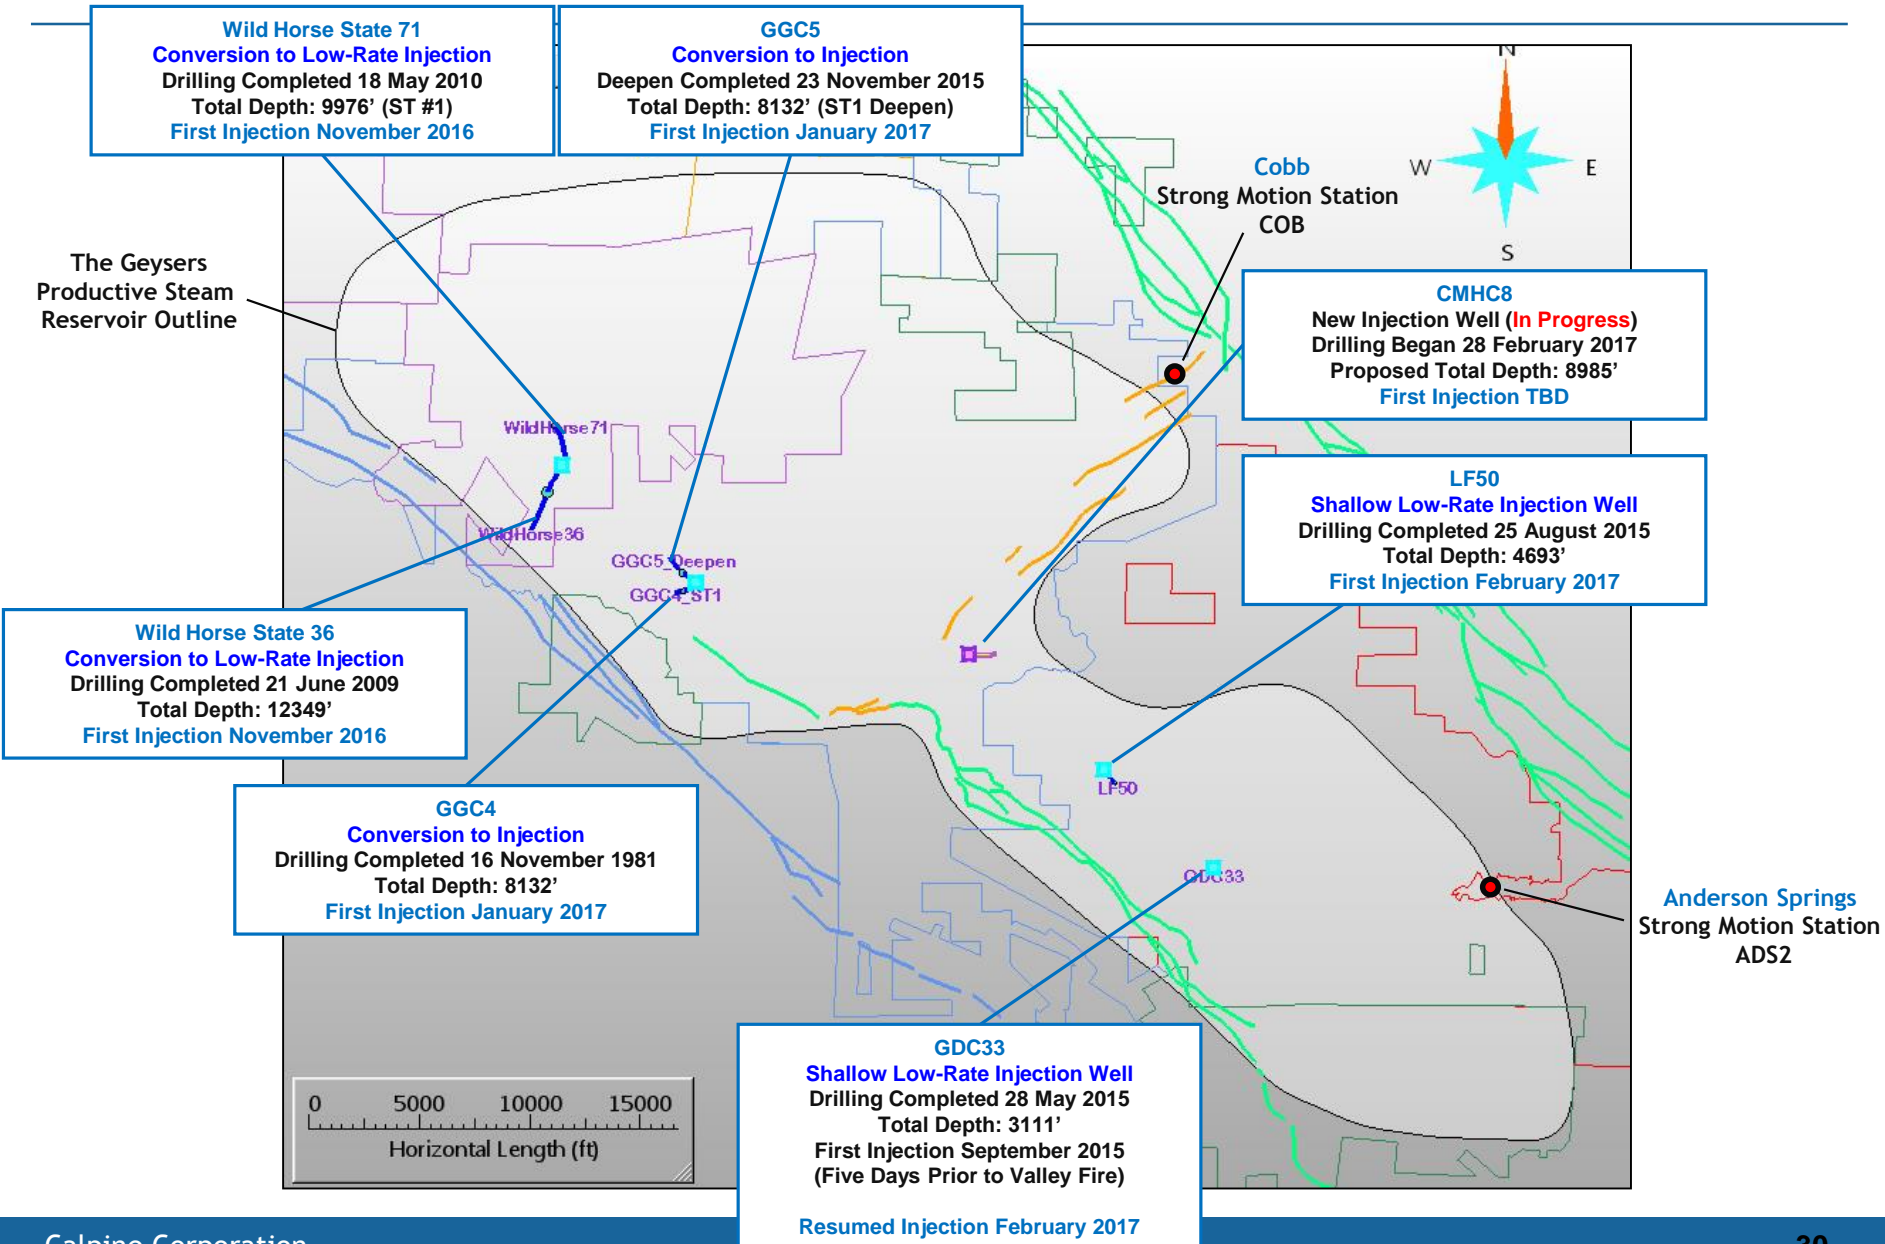 Wild Horse State 71
Conversion to Low-Rate Injection
Drilling Completed 18 May 2010
Total Depth: 9976’ (ST #1)
First Injection November 2016
GGC5
Conversion to Injection
Deepen Completed 23 November 2015
Total Depth: 8132’ (ST1 Deepen)
First Injection January 2017
N
W
E
S
Cobb
Strong Motion Station
COB
The Geysers
Productive Steam
Reservoir Outline
CMHC8
New Injection Well (In Progress)
Drilling Began 28 February 2017
Proposed Total Depth: 8985’
First Injection TBD
WildHorse71
WildHorse36
GGC5_Deepen
GGC4_ST1
LF50
Shallow Low-Rate Injection Well
Drilling Completed 25 August 2015
Total Depth: 4693’
First Injection February 2017
Wild Horse State 36
Conversion to Low-Rate Injection
Drilling Completed 21 June 2009
Total Depth: 12349’
First Injection November 2016
LF50
GGC4
Conversion to Injection
Drilling Completed 16 November 1981
Total Depth: 8132’
First Injection January 2017
GDC33
Anderson Springs
Strong Motion Station
ADS2
GDC33
Shallow Low-Rate Injection Well
Drilling Completed 28 May 2015
Total Depth: 3111’
First Injection September 2015
(Five Days Prior to Valley Fire)
Resumed Injection February 2017
0 5000 10000 15000
Horizontal Length (ft)
Calpine Corporation